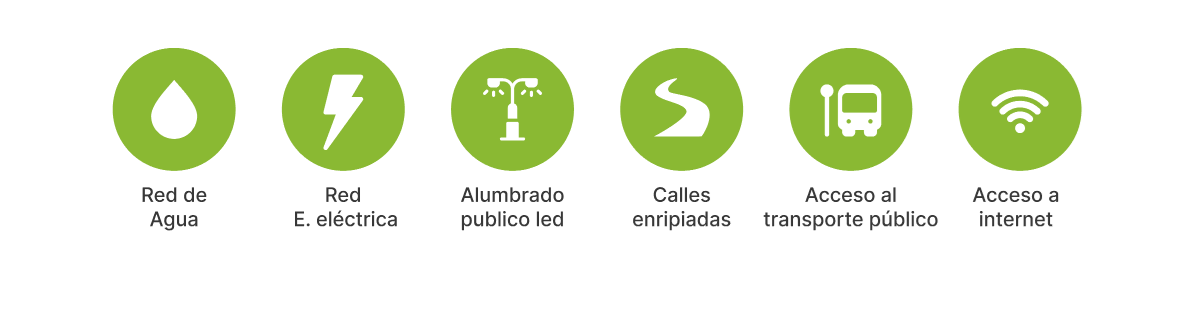 Red de
Agua
Red
E. eléctrica
Alumbrado
publico led
Calles
enripiadas
Acceso al
transporte público
Acceso a
internet